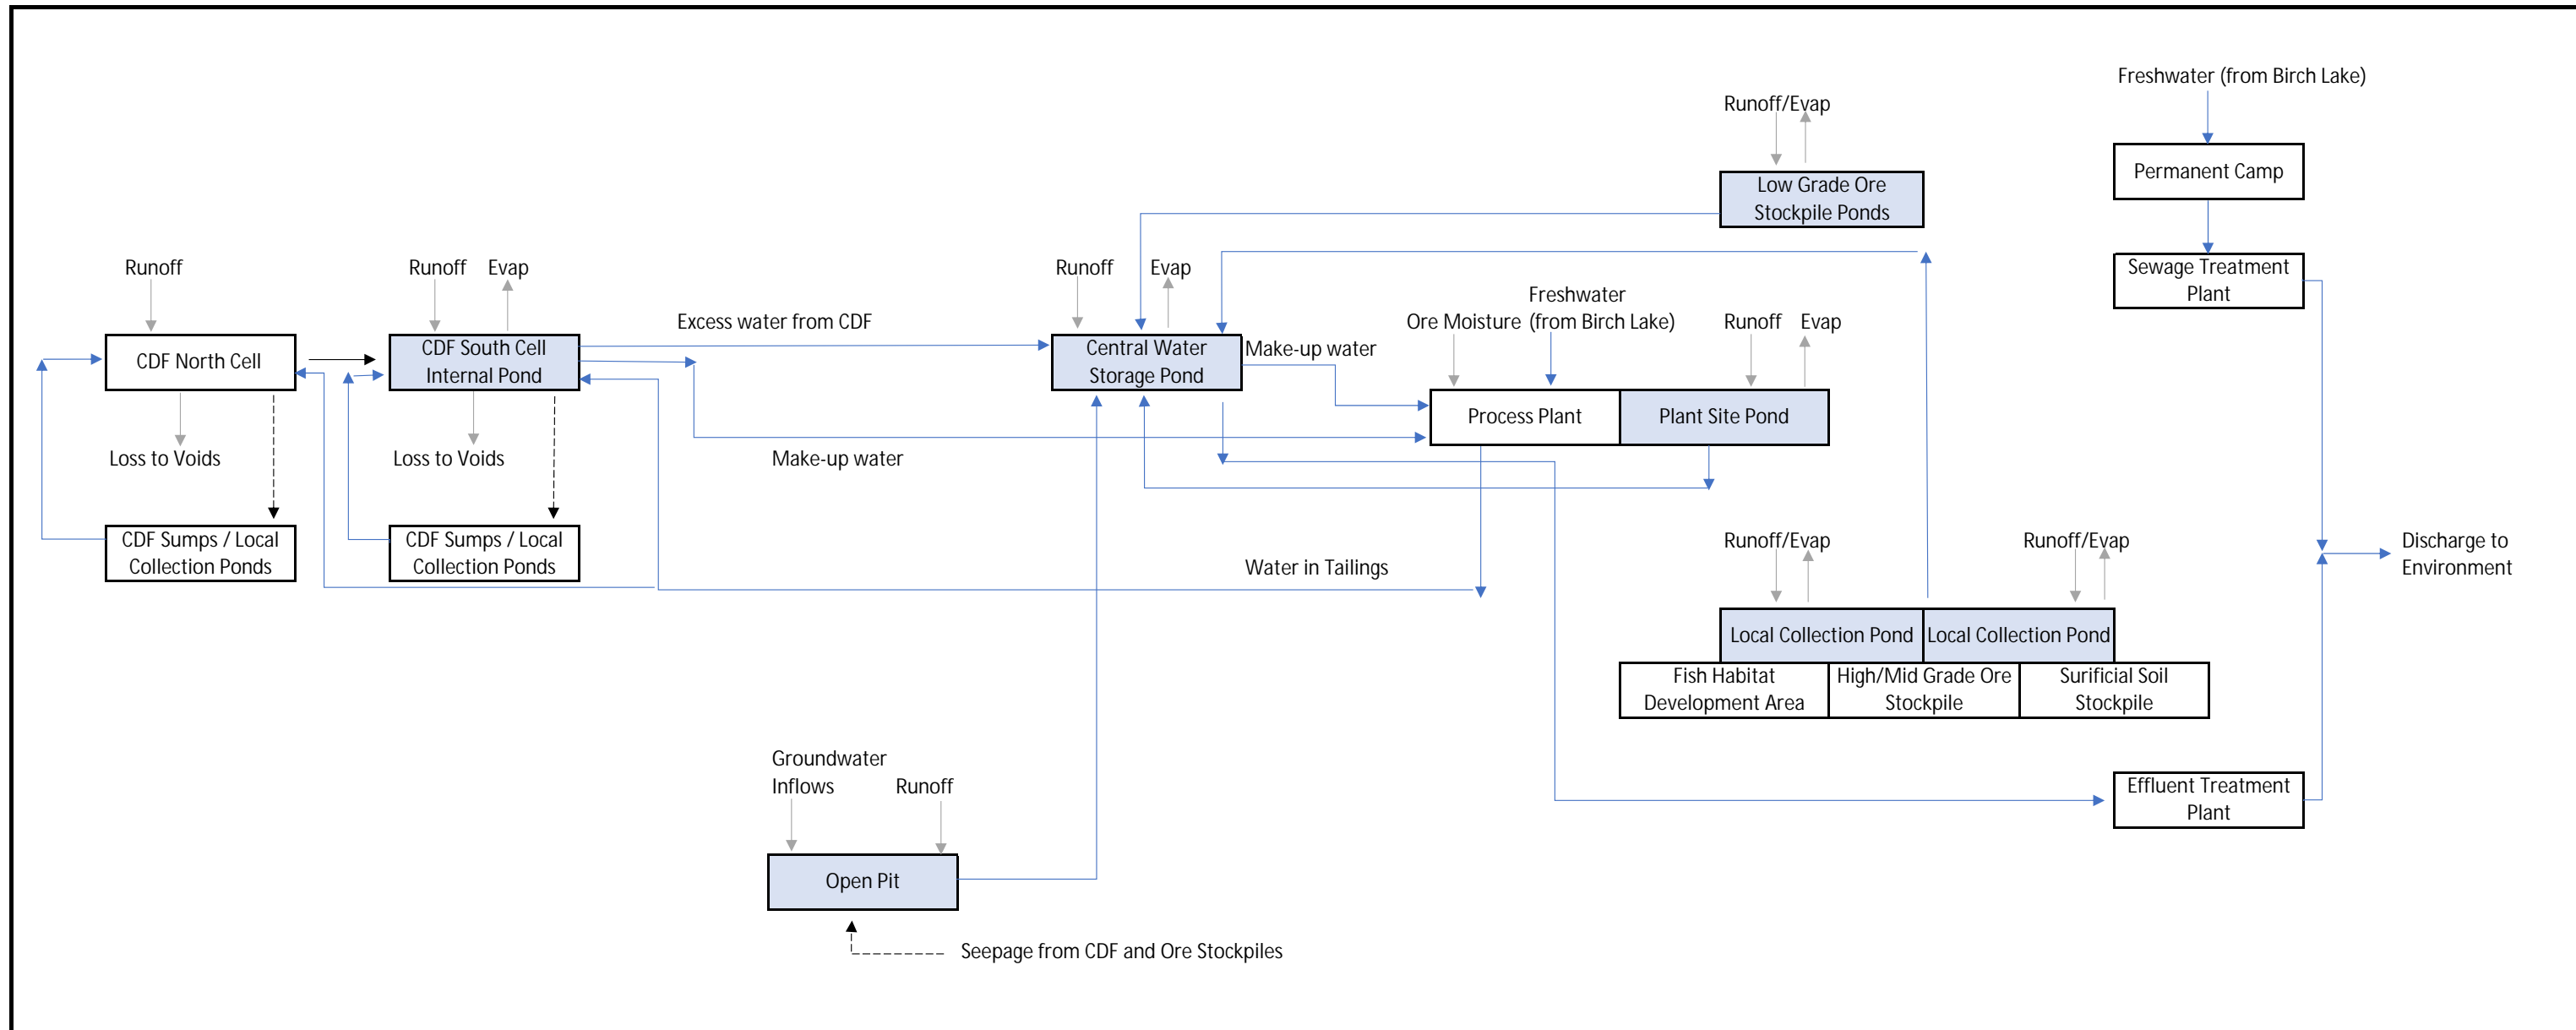 Freshwater (from Birch Lake)
Runoff/Evap
Permanent Camp
Low Grade Ore
Stockpile Ponds
Runoff
Runoff
Evap
Runoff
Evap
Sewage Treatment
Plant
Freshwater
Excess water from CDF
Ore Moisture
(from Birch Lake)
Runoff
Evap
CDF North Cell
CDF South Cell
Internal Pond
Central Water
Storage Pond
Make-up water
Process Plant
Plant Site Pond
Loss to Voids
Loss to Voids
Make-up water
CDF Sumps / Local
Collection Ponds
CDF Sumps / Local
Collection Ponds
Water in Tailings
Runoff/Evap
Runoff/Evap
Discharge to
Environment
Local Collection Pond
Local Collection Pond
Fish Habitat
Development Area
High/Mid Grade Ore
Stockpile
Surificial Soil
Stockpile
Groundwater
Inflows
Runoff
Effluent Treatment
Plant
Open Pit
Seepage from CDF and Ore Stockpiles